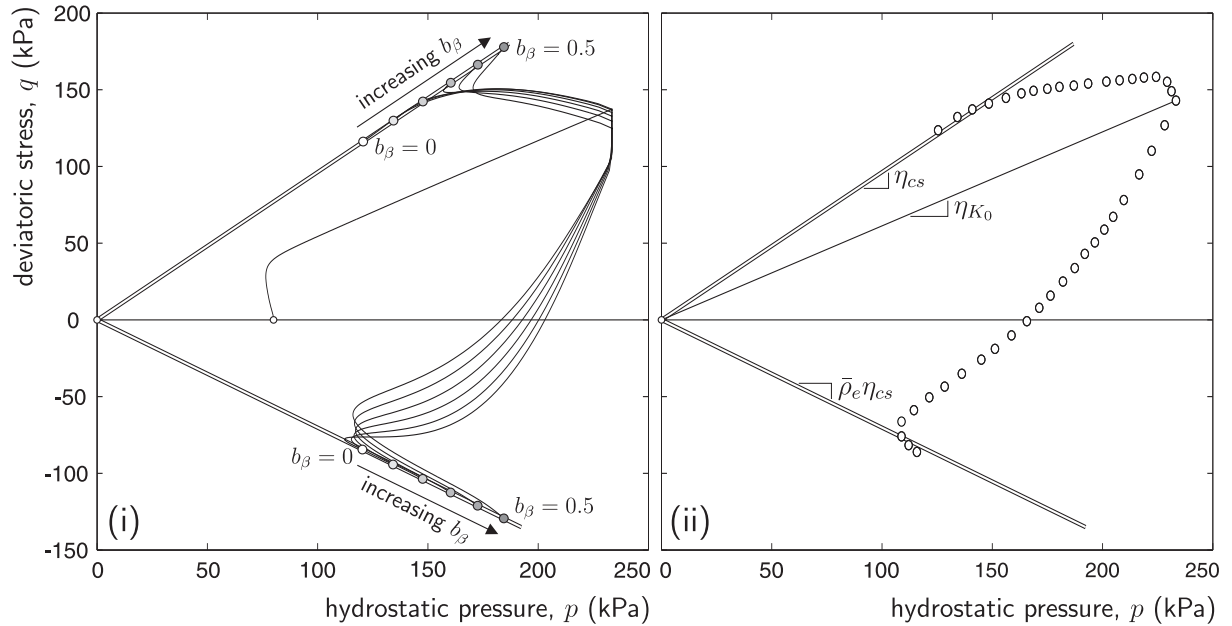 200
150
100
50
0
-50
-100
-150
deviatoric stress, q (kPa)
increasing b_β
b_β = 0.5
b_β = 0
b_β = 0
increasing b_β
b_β = 0.5
(i)
0 50 100 150 200 250
hydrostatic pressure, p (kPa)
η_cs
η_K₀
ρ̄_e η_cs
(ii)
0 50 100 150 200 250
hydrostatic pressure, p (kPa)